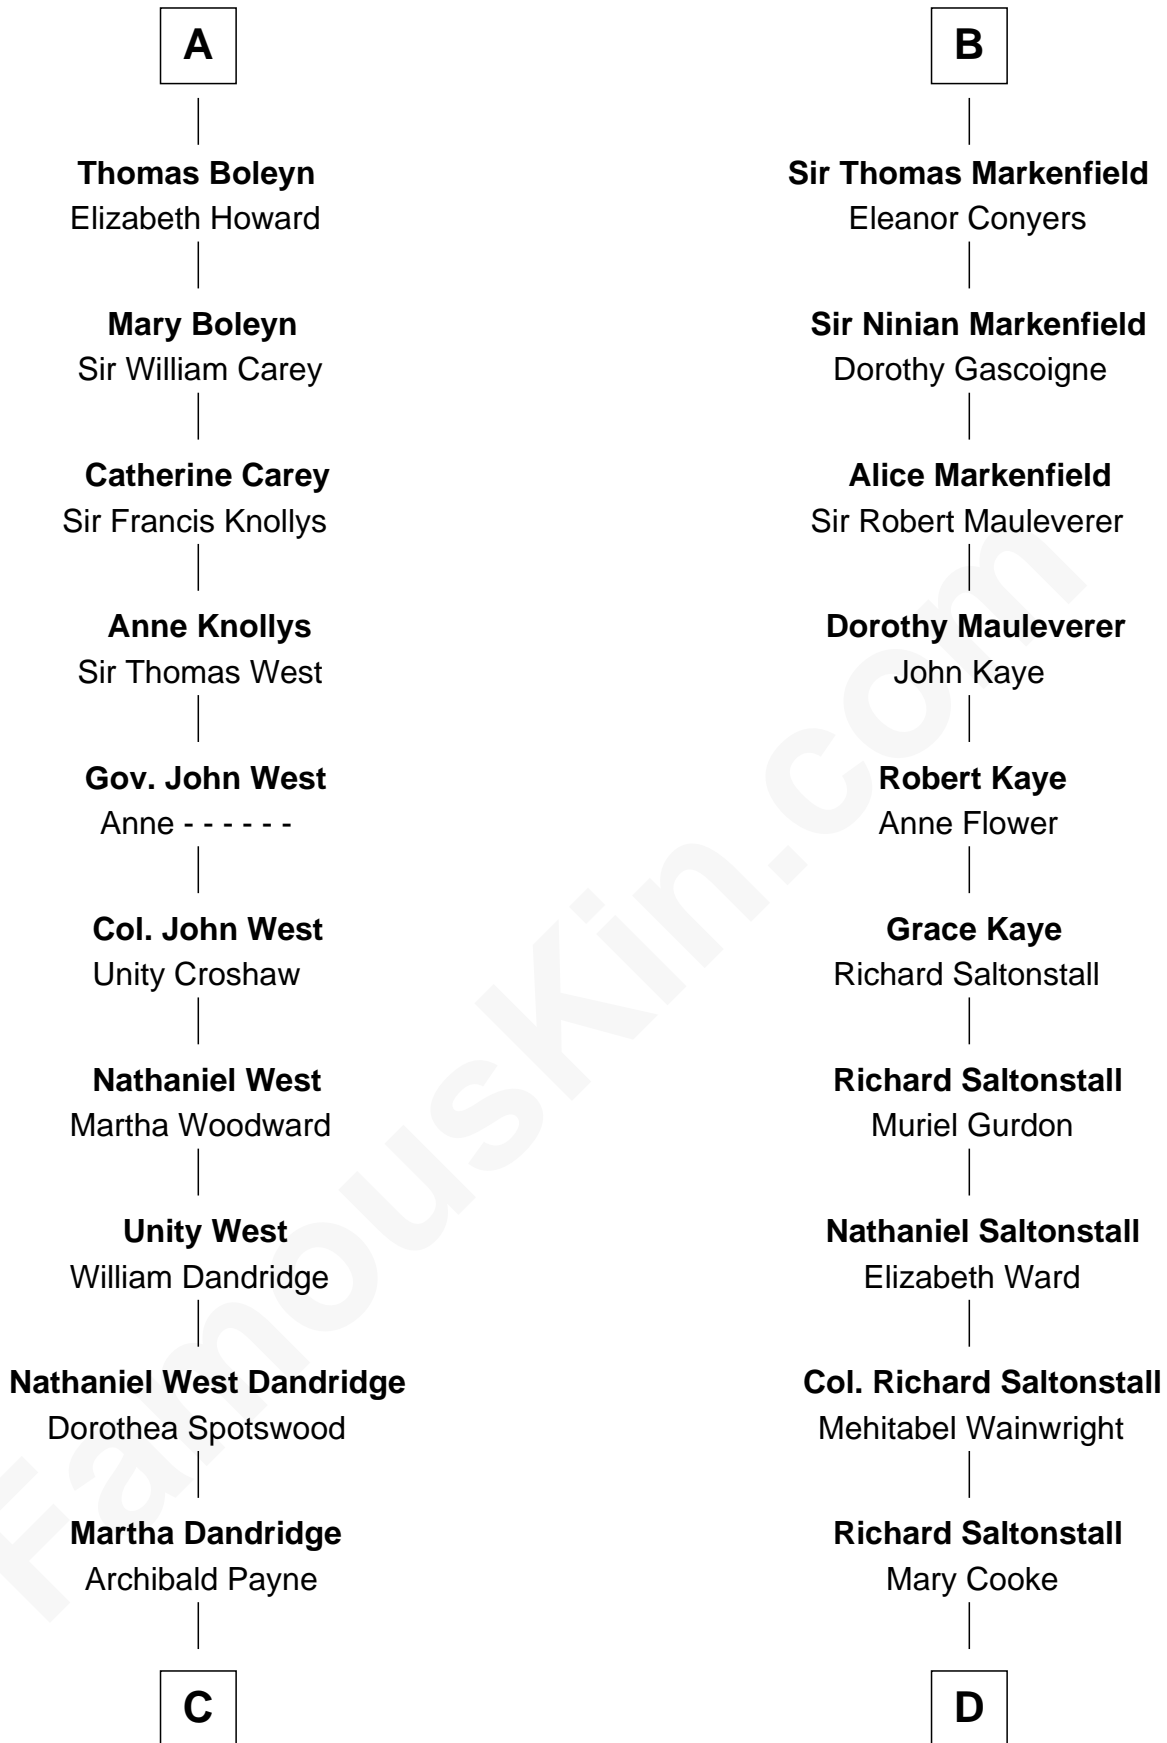 A
Thomas Boleyn
Elizabeth Howard
Mary Boleyn
Sir William Carey
Catherine Carey
Sir Francis Knollys
Anne Knollys
Sir Thomas West
Gov. John West
Anne - - - - - -
Col. John West
Unity Croshaw
Nathaniel West
Martha Woodward
Unity West
William Dandridge
Nathaniel West Dandridge
Dorothea Spotswood
Martha Dandridge
Archibald Payne
C
B
Sir Thomas Markenfield
Eleanor Conyers
Sir Ninian Markenfield
Dorothy Gascoigne
Alice Markenfield
Sir Robert Mauleverer
Dorothy Mauleverer
John Kaye
Robert Kaye
Anne Flower
Grace Kaye
Richard Saltonstall
Richard Saltonstall
Muriel Gurdon
Nathaniel Saltonstall
Elizabeth Ward
Col. Richard Saltonstall
Mehitabel Wainwright
Richard Saltonstall
Mary Cooke
D
FamousKin.com